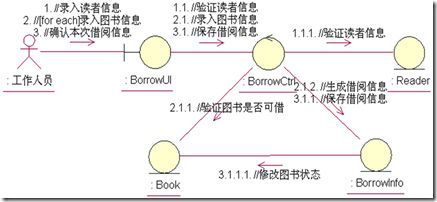 1. //录入读者信息
2. //[for each]录入图书信息
3. //确认本次借阅信息
1.1. //验证读者信息
2.1. //录入图书信息
3.1. //保存借阅信息
1.1.1. //验证读者信息
: 工作人员
: BorrowUI
: BorrowCtrl
: Reader
2.1.2. //生成借阅信息
3.1.1. //保存借阅信息
2.1.1. //验证图书是否可借
3.1.1.1. //修改图书状态
: Book
: BorrowInfo